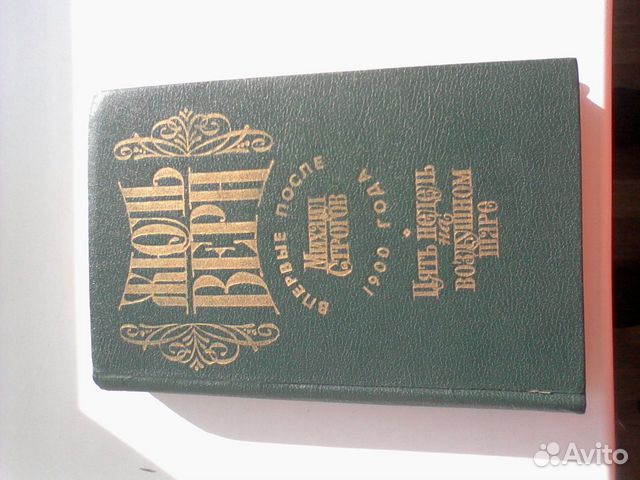 ЖЮЛЬ
ВЕРН
ВПЕРВЫЕ ПОСЛЕ
МИХАИЛ
СТРОГОВ
1900 ГОДА
ПЯТЬ НЕДЕЛЬ
НА
ВОЗДУШНОМ
ШАРЕ
Avito